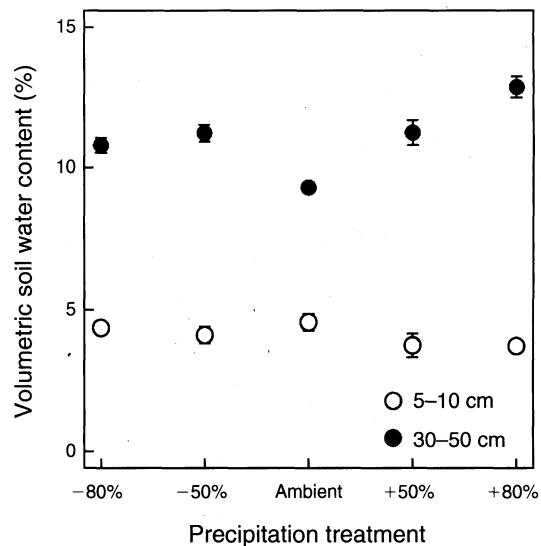 Volumetric soil water content (%)
15
10
5
0
5–10 cm
30–50 cm
−80%
−50%
Ambient
+50%
+80%
Precipitation treatment